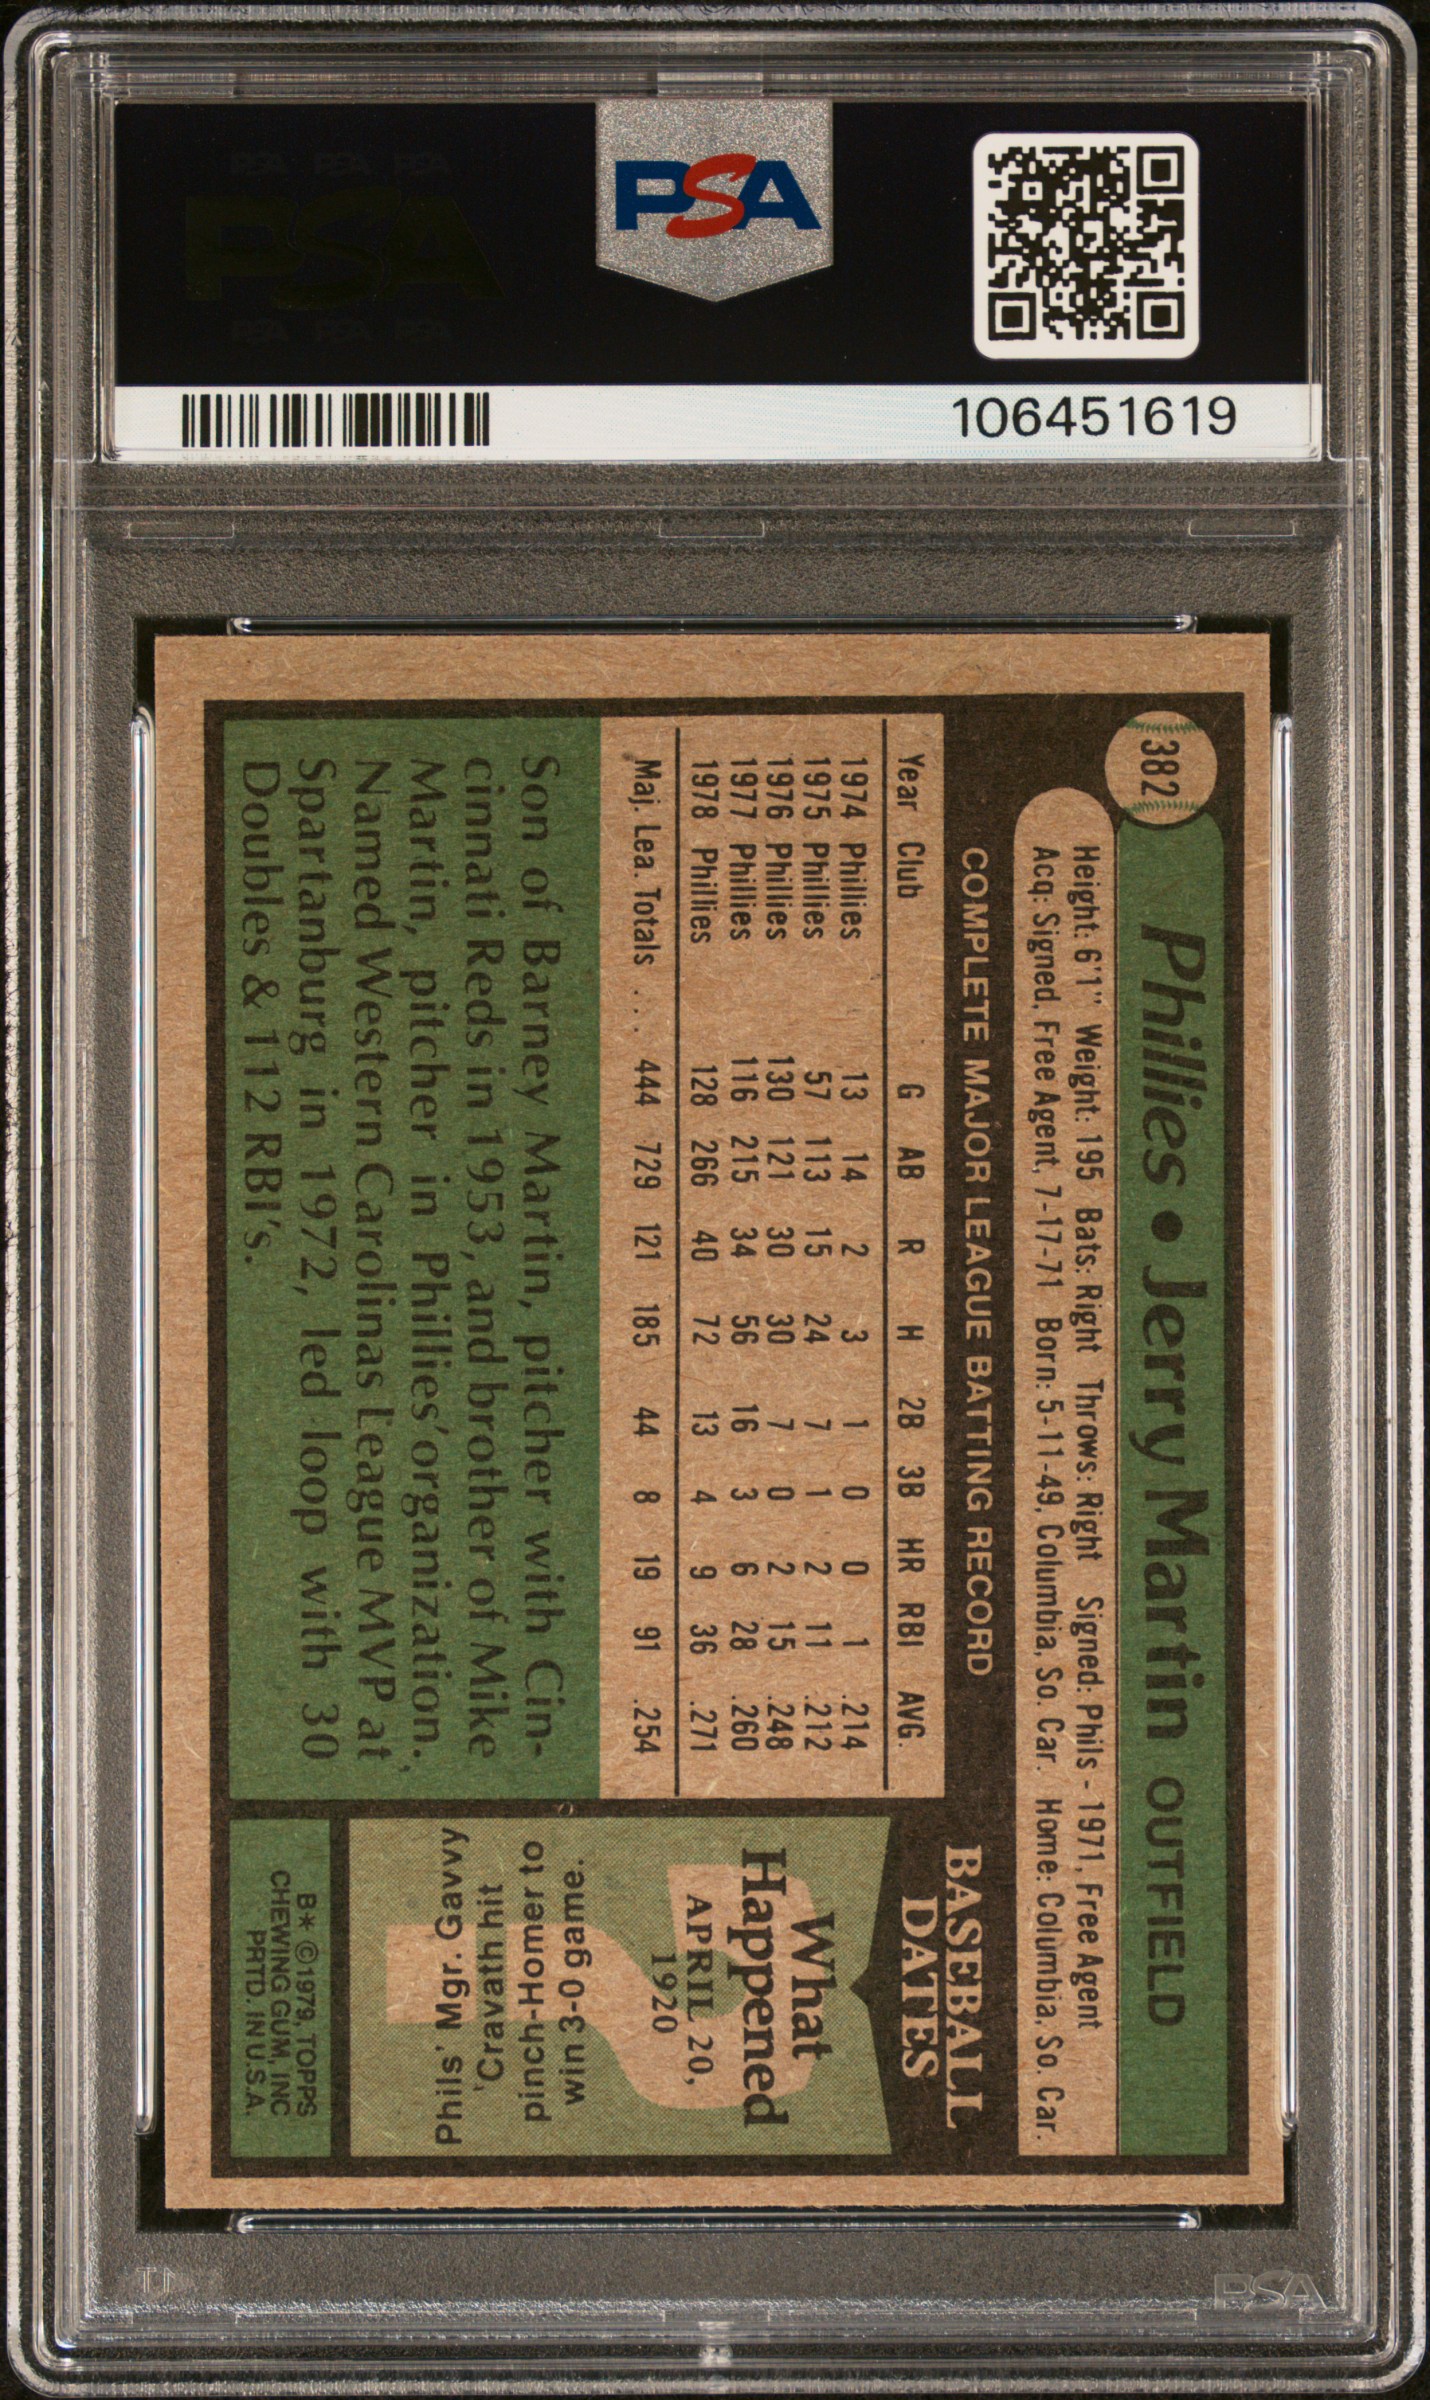 PSA
106451619
382
Phillies • Jerry Martin OUTFIELD
Height: 6'1" Weight: 195 Bats: Right Throws: Right Signed: Phils - 1971, Free Agent
Acq: Signed, Free Agent, 7-17-71 Born: 5-11-49, Columbia, So. Car. Home: Columbia, So. Car.
COMPLETE MAJOR LEAGUE BATTING RECORD
Year Club G AB R H 2B 3B HR RBI AVG.
1974 Phillies 13 14 2 3 1 0 0 1 .214
1975 Phillies 57 113 15 24 7 1 2 11 .212
1976 Phillies 130 121 30 30 7 0 2 15 .248
1977 Phillies 116 215 34 56 16 3 6 28 .260
1978 Phillies 128 266 40 72 13 4 9 36 .271
Maj. Lea. Totals . . . 444 729 121 185 44 8 19 91 .254
Son of Barney Martin, pitcher with Cin-
cinnati Reds in 1953, and brother of Mike
Martin, pitcher in Phillies' organization.
Named Western Carolinas League MVP at
Spartanburg in 1972, led loop with 30
Doubles & 112 RBI's.
BASEBALL
DATES
What
Happened
APRIL 20,
1920
Phils' Mgr. Gavvy
Cravath hit
pinch-Homer to
win 3-0 game.
B* ©1979, TOPPS
CHEWING GUM, INC
PRTD. IN U.S.A.
PSA